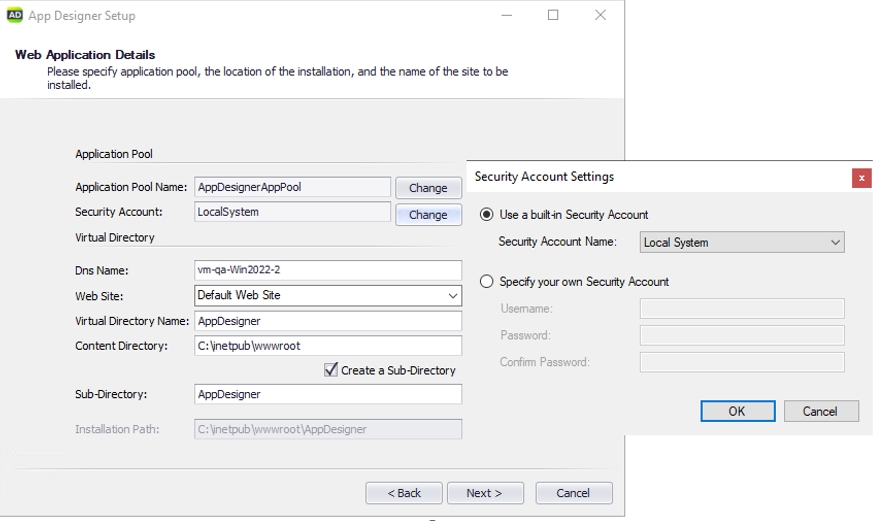 AD App Designer Setup
Web Application Details
Please specify application pool, the location of the installation, and the name of the site to be
installed.
Application Pool
Application Pool Name: AppDesignerAppPool Change
Security Account: LocalSystem Change
Virtual Directory
Dns Name: vm-qa-Win2022-2
Web Site: Default Web Site
Virtual Directory Name: AppDesigner
Content Directory: C:\inetpub\wwwroot
Create a Sub-Directory
Sub-Directory: AppDesigner
Installation Path: C:\inetpub\wwwroot\AppDesigner
< Back Next > Cancel
Security Account Settings x
Use a built-in Security Account
Security Account Name: Local System
Specify your own Security Account
Username:
Password:
Confirm Password:
OK Cancel